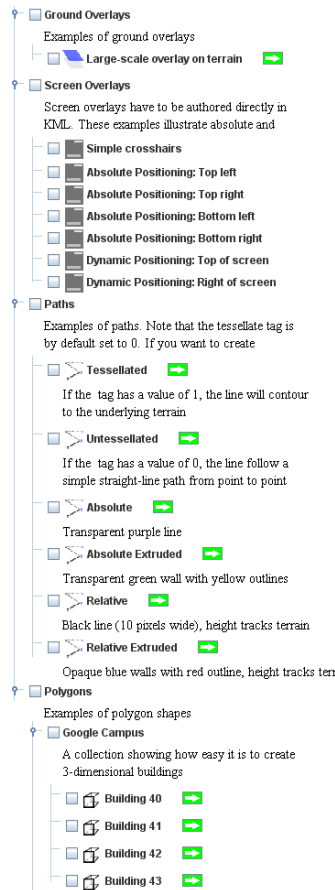 Ground Overlays
Examples of ground overlays
Large-scale overlay on terrain
Screen Overlays
Screen overlays have to be authored directly in
KML. These examples illustrate absolute and
Simple crosshairs
Absolute Positioning: Top left
Absolute Positioning: Top right
Absolute Positioning: Bottom left
Absolute Positioning: Bottom right
Dynamic Positioning: Top of screen
Dynamic Positioning: Right of screen
Paths
Examples of paths. Note that the tessellate tag is
by default set to 0. If you want to create
Tessellated
If the tag has a value of 1, the line will contour
to the underlying terrain
Untessellated
If the tag has a value of 0, the line follow a
simple straight-line path from point to point
Absolute
Transparent purple line
Absolute Extruded
Transparent green wall with yellow outlines
Relative
Black line (10 pixels wide), height tracks terrain
Relative Extruded
Opaque blue walls with red outline, height tracks terr
Polygons
Examples of polygon shapes
Google Campus
A collection showing how easy it is to create
3-dimensional buildings
Building 40
Building 41
Building 42
Building 43